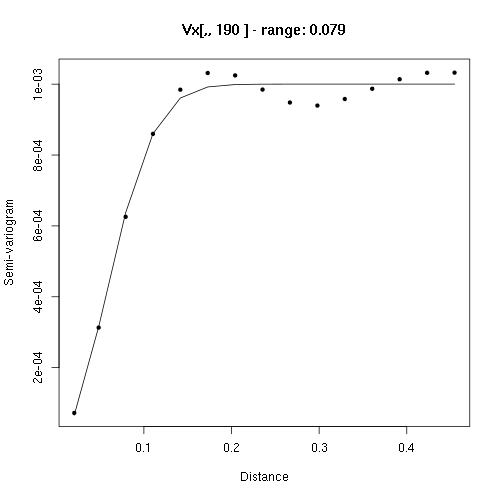 Vx[,, 190 ] - range: 0.079
Semi-variogram
1e-03
8e-04
6e-04
4e-04
2e-04
0.1 0.2 0.3 0.4
Distance